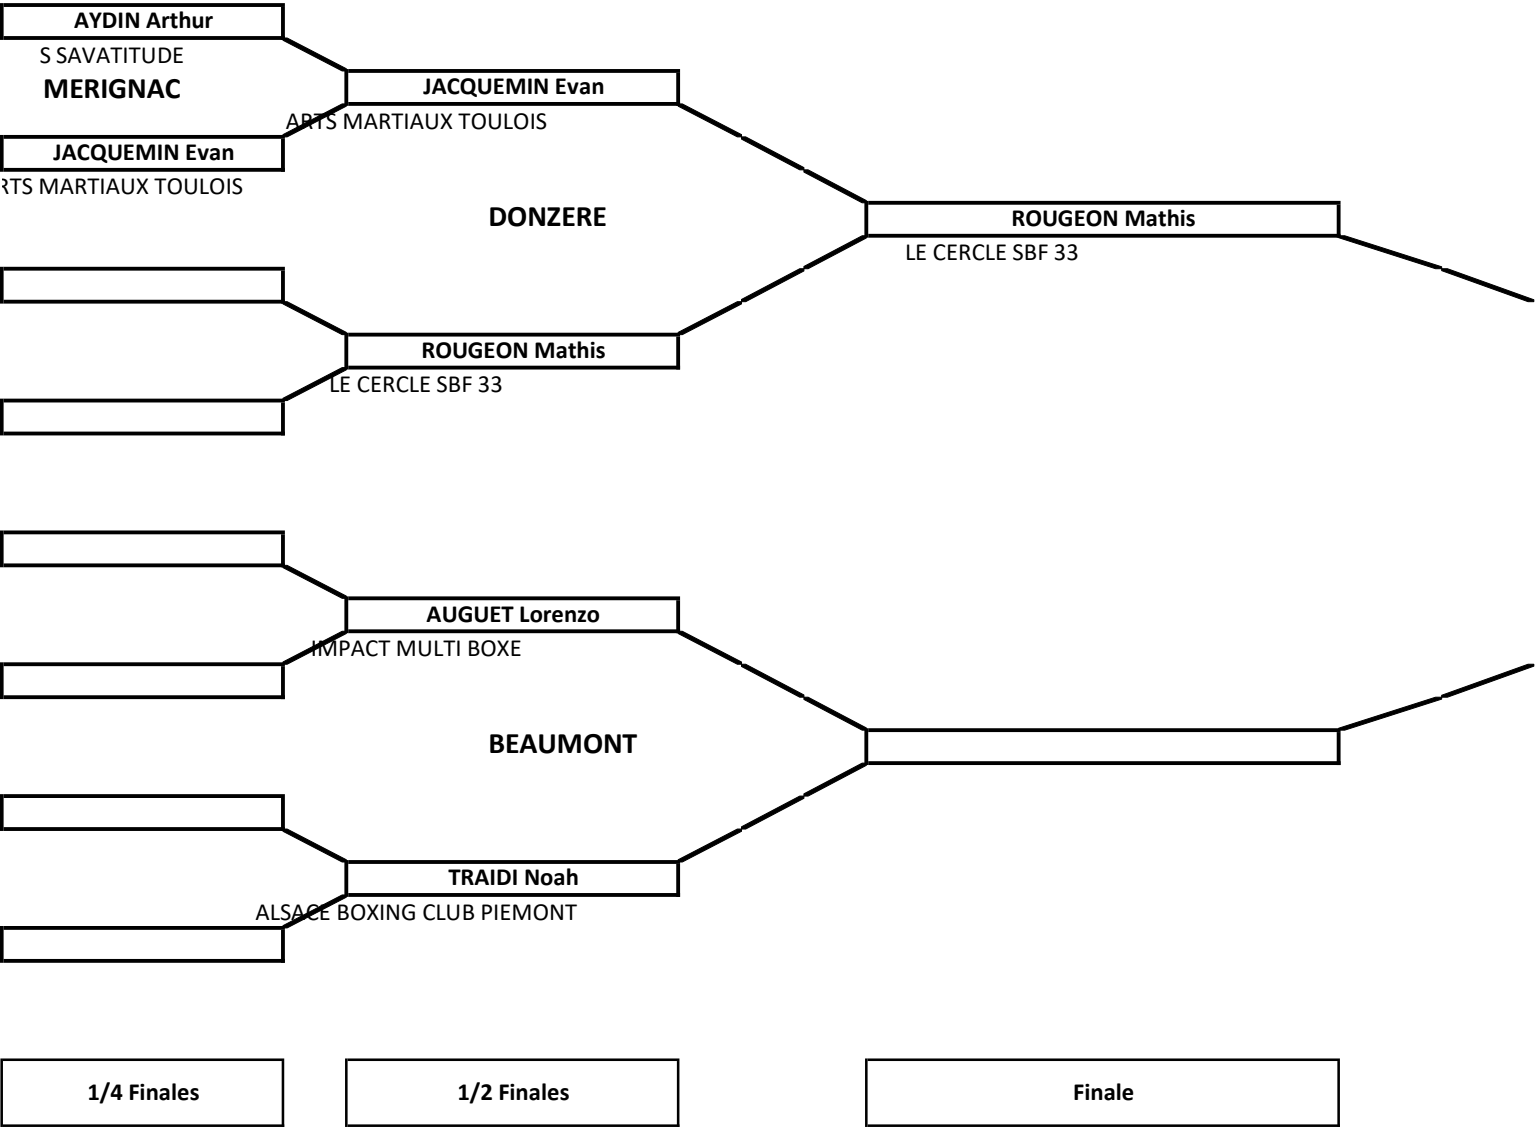 AYDIN Arthur
S SAVATITUDE
MERIGNAC
JACQUEMIN Evan
ARTS MARTIAUX TOULOIS
JACQUEMIN Evan
RTS MARTIAUX TOULOIS
DONZERE
ROUGEON Mathis
LE CERCLE SBF 33
ROUGEON Mathis
LE CERCLE SBF 33
AUGUET Lorenzo
IMPACT MULTI BOXE
BEAUMONT
TRAIDI Noah
ALSACE BOXING CLUB PIEMONT
1/4 Finales
1/2 Finales
Finale